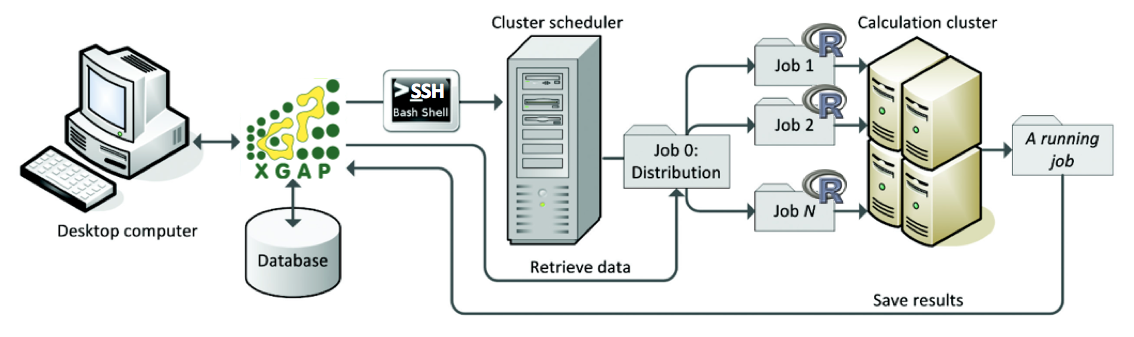 Cluster scheduler
Calculation cluster
>SSH
Bash Shell
XGAP
Desktop computer
Database
Job 0:
Distribution
Job 1
R
Job 2
R
Job N
R
A running
job
Retrieve data
Save results